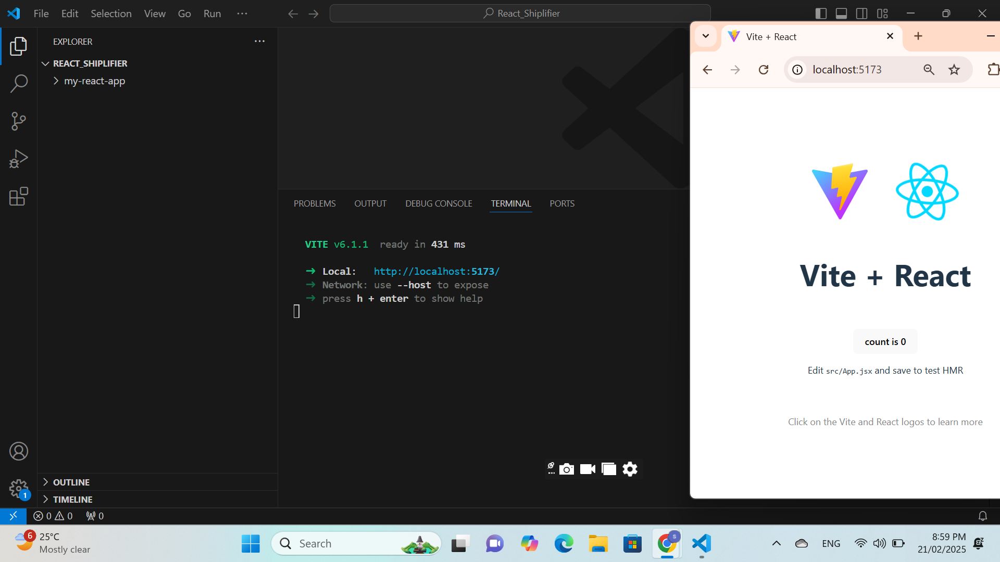 File Edit Selection View Go Run ···
React_Shiplifier
EXPLORER
REACT_SHIPLIFIER
my-react-app
OUTLINE
TIMELINE
PROBLEMS OUTPUT DEBUG CONSOLE TERMINAL PORTS
VITE v6.1.1 ready in 431 ms
➜ Local: http://localhost:5173/
➜ Network: use --host to expose
➜ press h + enter to show help
Vite + React
localhost:5173
Vite + React
count is 0
Edit src/App.jsx and save to test HMR
Click on the Vite and React logos to learn more
1
0 0 0
6
25°C
Mostly clear
Search
S
ENG
8:59 PM
21/02/2025